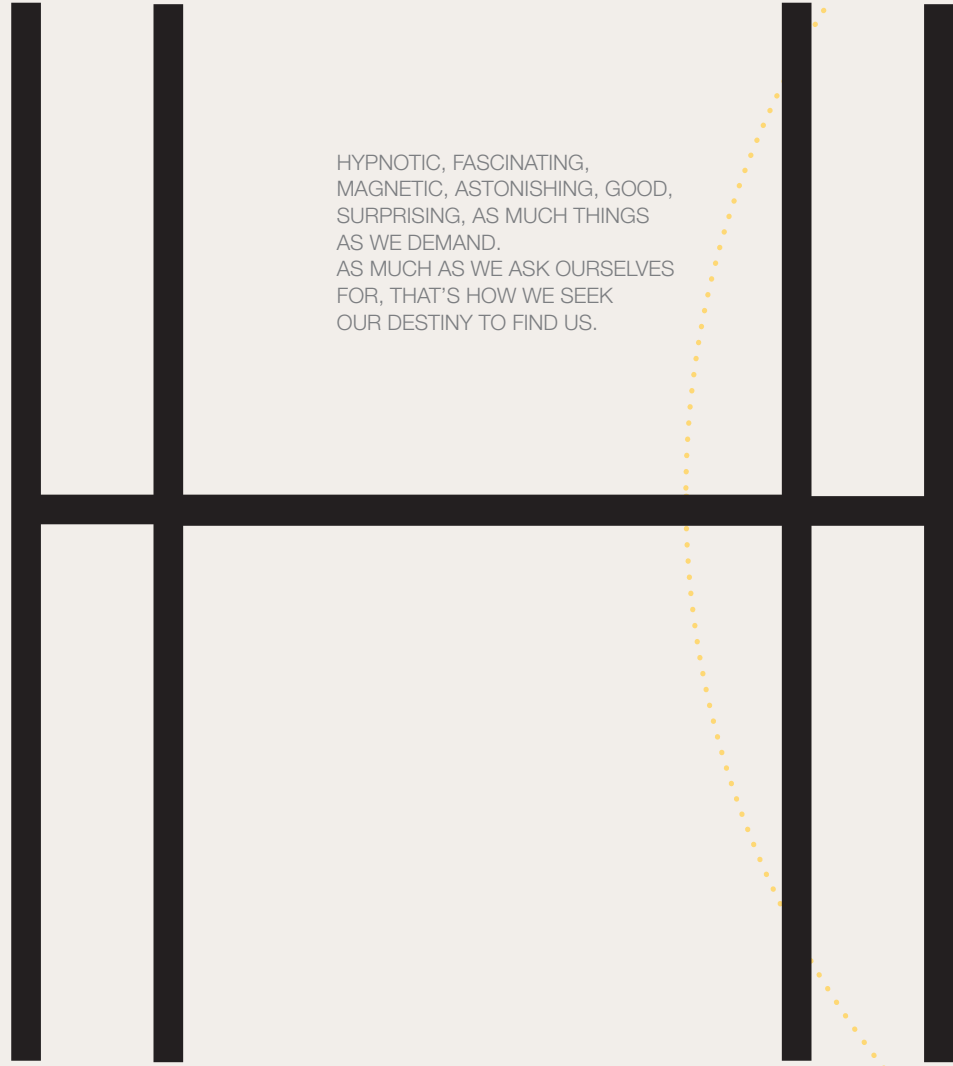 HYPNOTIC, FASCINATING,
MAGNETIC, ASTONISHING, GOOD,
SURPRISING, AS MUCH THINGS
AS WE DEMAND.
AS MUCH AS WE ASK OURSELVES
FOR, THAT’S HOW WE SEEK
OUR DESTINY TO FIND US.